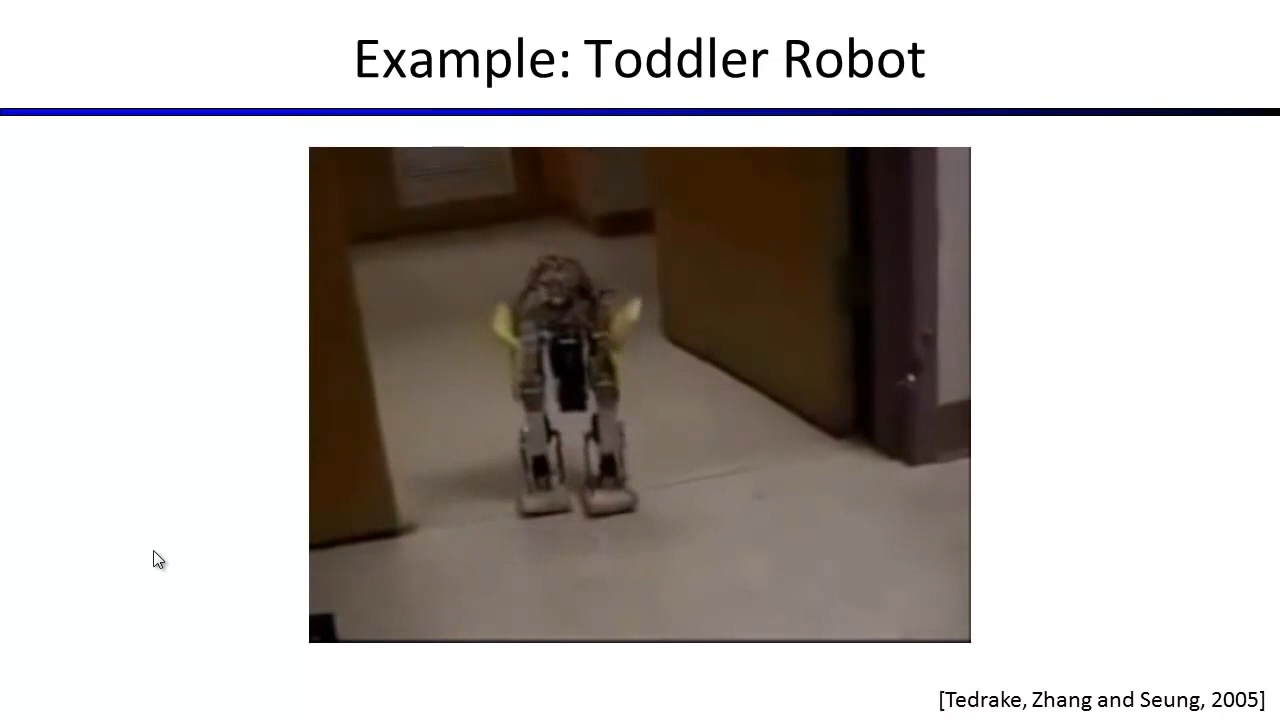 Example: Toddler Robot
[Tedrake, Zhang and Seung, 2005]